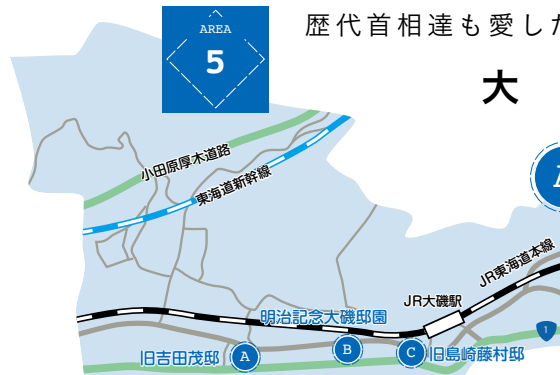 AREA
5
歴代首相達も愛した
大
小田原厚木道路
東海道新幹線
JR東海道本線
JR大磯駅
明治記念大磯邸園
1
旧吉田茂邸
A
B
C
旧島崎藤村邸